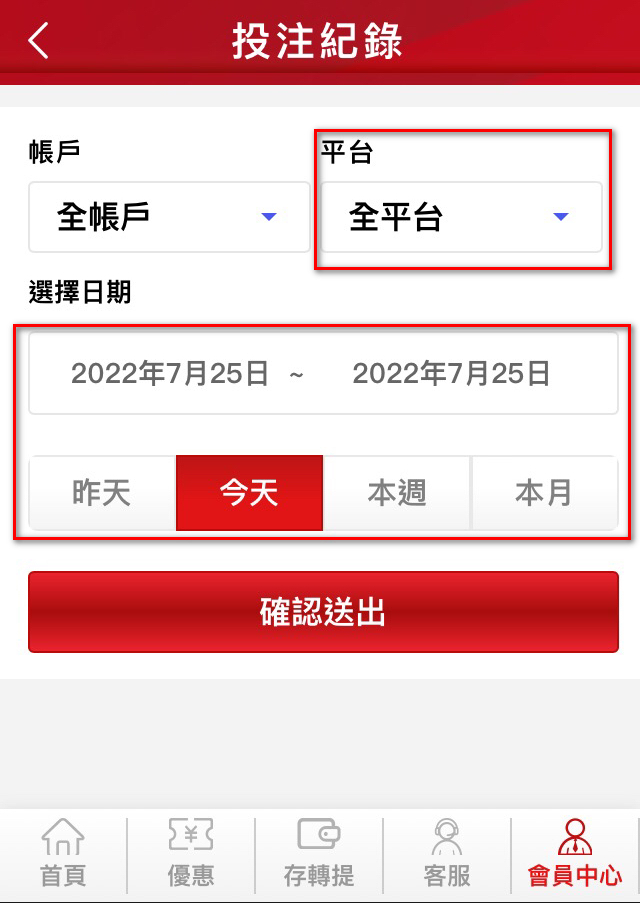 投注紀錄
帳戶 平台
全帳戶 全平台
選擇日期
2022年7月25日 ~ 2022年7月25日
昨天 今天 本週 本月
確認送出
首頁 優惠 存轉提 客服 會員中心